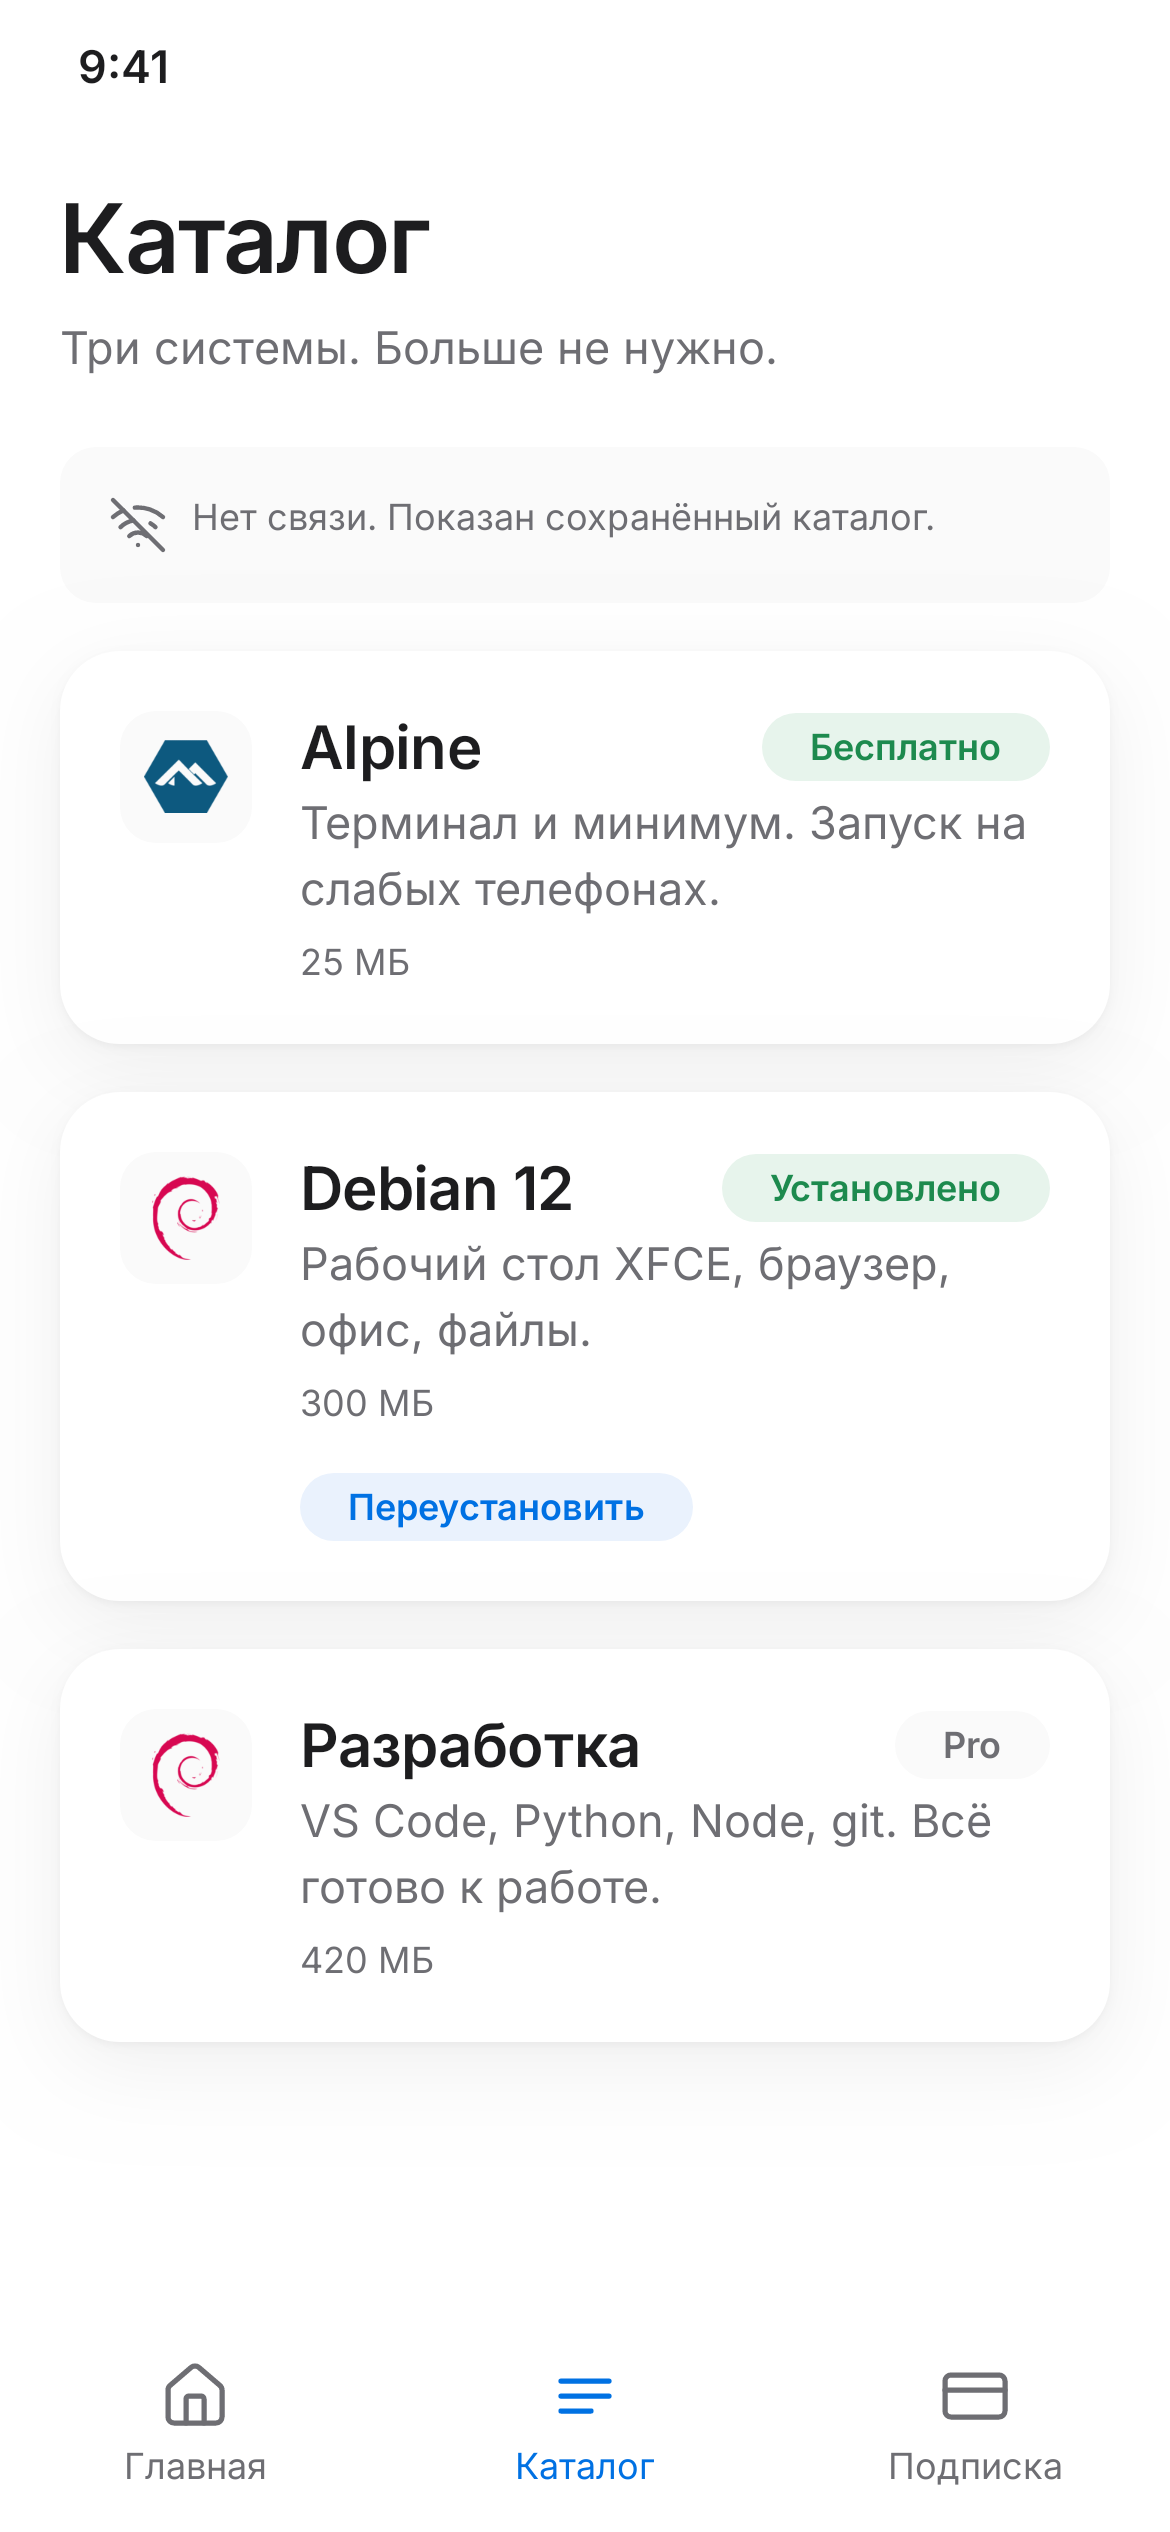 9:41
Каталог
Три системы. Больше не нужно.
Нет связи. Показан сохранённый каталог.
Alpine
Бесплатно
Терминал и минимум. Запуск на
слабых телефонах.
25 МБ
Debian 12
Установлено
Рабочий стол XFCE, браузер,
офис, файлы.
300 МБ
Переустановить
Разработка
Pro
VS Code, Python, Node, git. Всё
готово к работе.
420 МБ
Главная
Каталог
Подписка